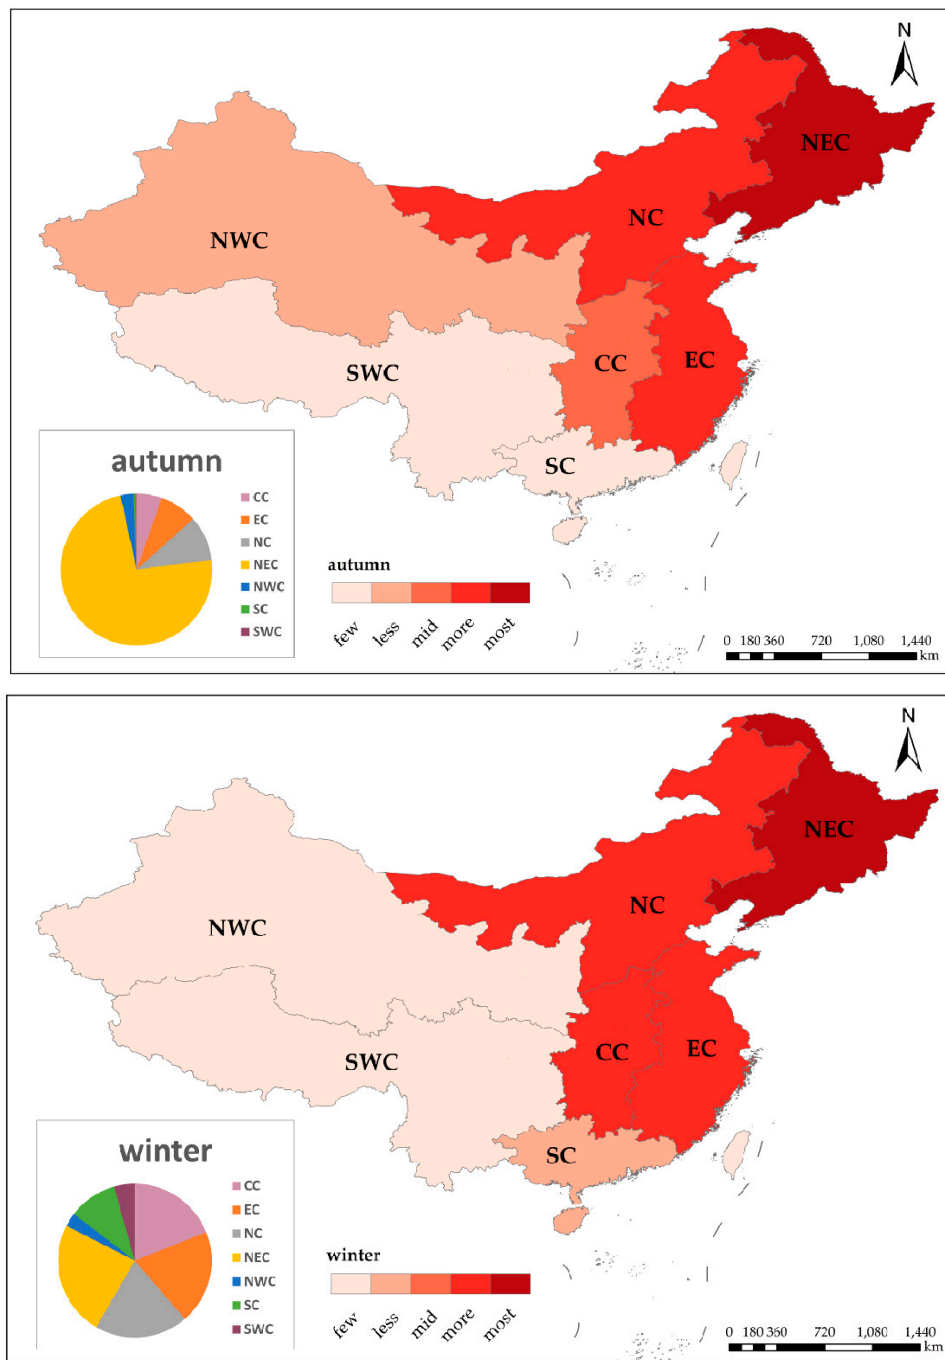 N
NEC
NC
NWC
CC
EC
SWC
SC
autumn
CC
EC
NC
NEC
NWC
SC
SWC
autumn
few less mid more most
0 180 360 720 1,080 1,440
km
N
NEC
NC
NWC
CC
EC
SWC
SC
winter
CC
EC
NC
NEC
NWC
SC
SWC
winter
few less mid more most
0 180 360 720 1,080 1,440
km